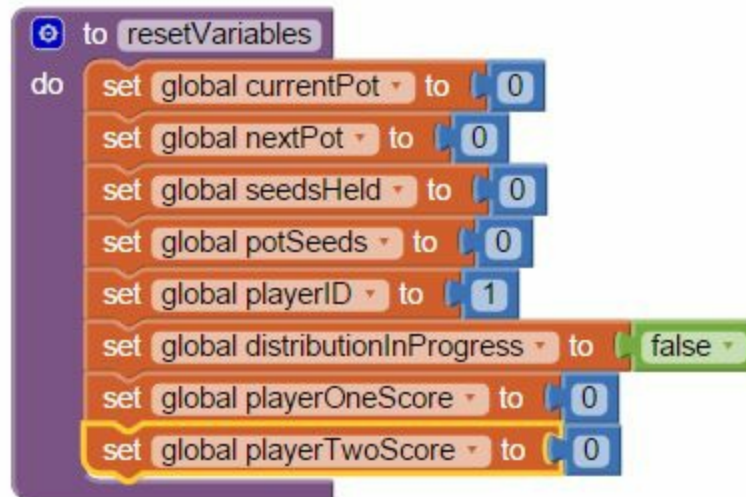 to resetVariables
do set global currentPot to 0
set global nextPot to 0
set global seedsHeld to 0
set global potSeeds to 0
set global playerID to 1
set global distributionInProgress to false
set global playerOneScore to 0
set global playerTwoScore to 0